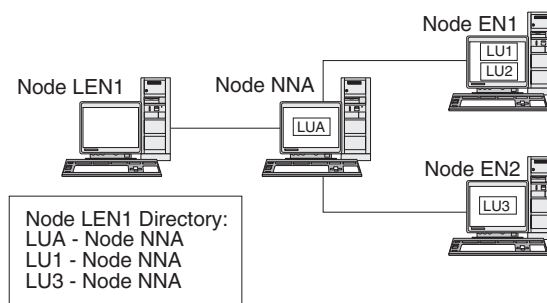 Node EN1
LU1
LU2
Node LEN1
Node NNA
LUA
Node EN2
LU3
Node LEN1 Directory:
LUA - Node NNA
LU1 - Node NNA
LU3 - Node NNA